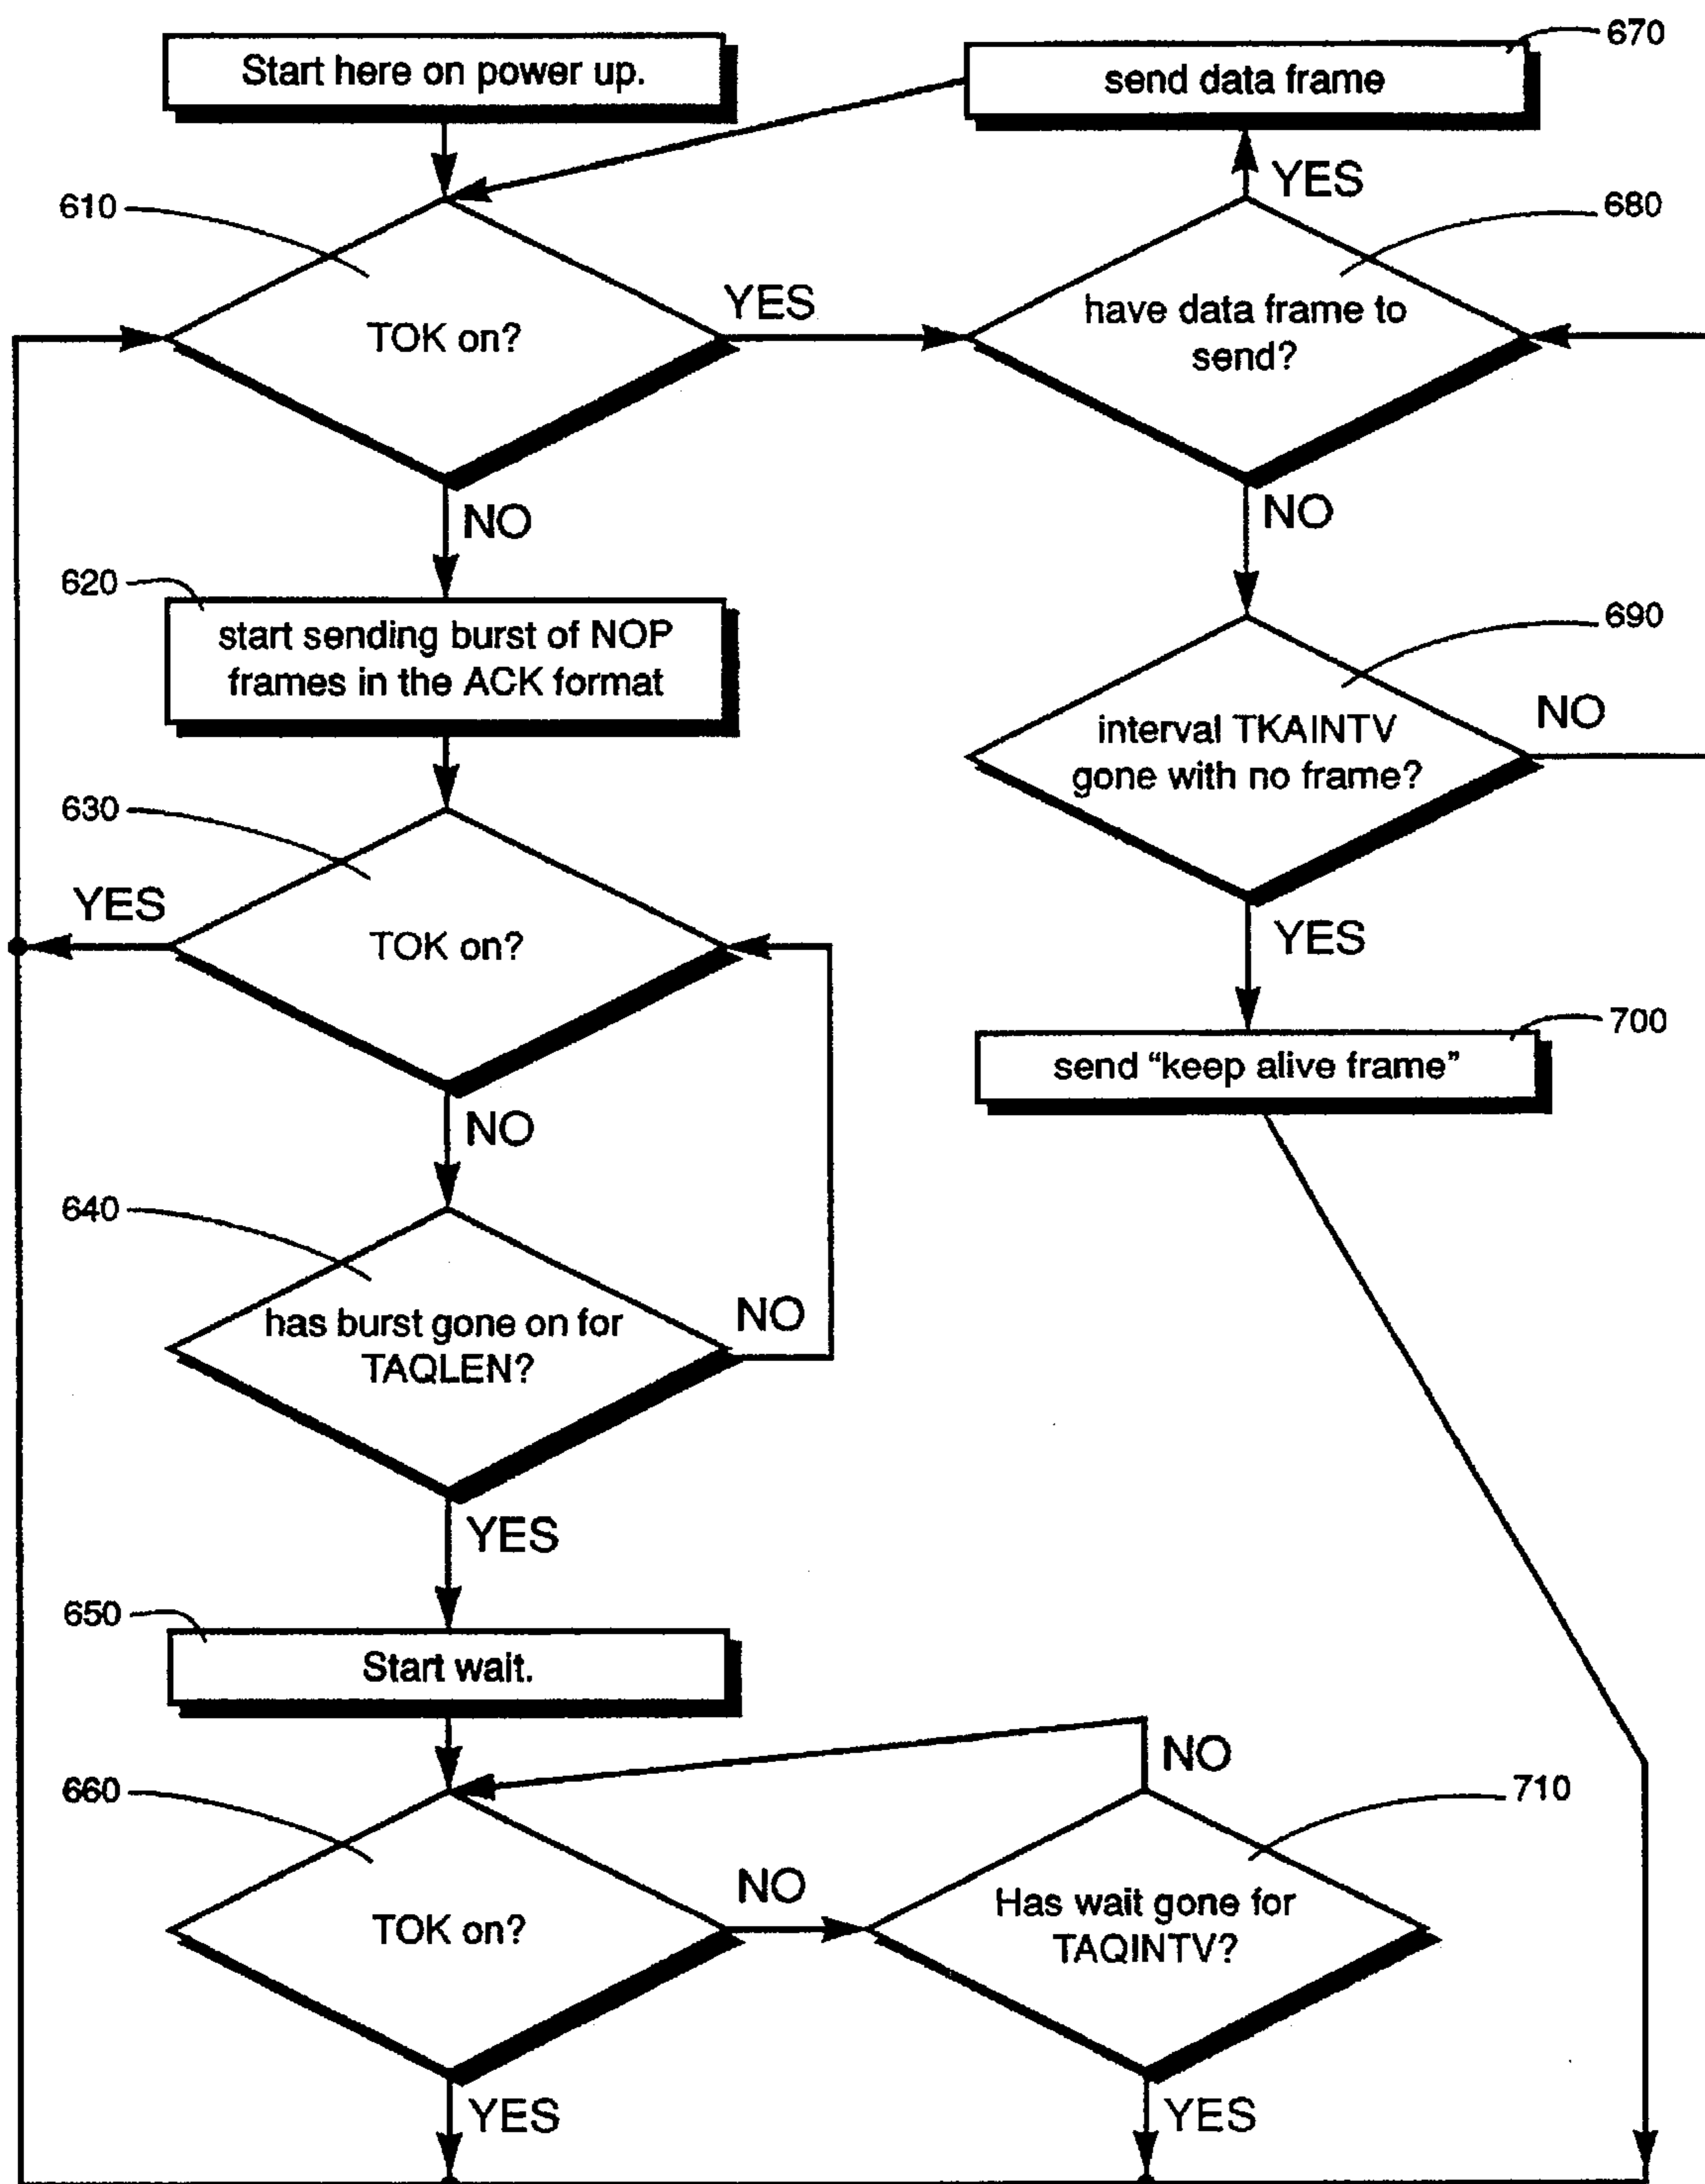 Start here on power up.
670
send data frame
YES
610
680
TOK on?
YES
have data frame to
send?
NO
NO
620
start sending burst of NOP
frames in the ACK format
690
interval TKAINTV
gone with no frame?
NO
630
YES
TOK on?
YES
700
send “keep alive frame”
NO
640
has burst gone on for
TAQLEN?
NO
YES
650
Start wait.
NO
660
710
TOK on?
NO
Has wait gone for
TAQINTV?
YES
YES